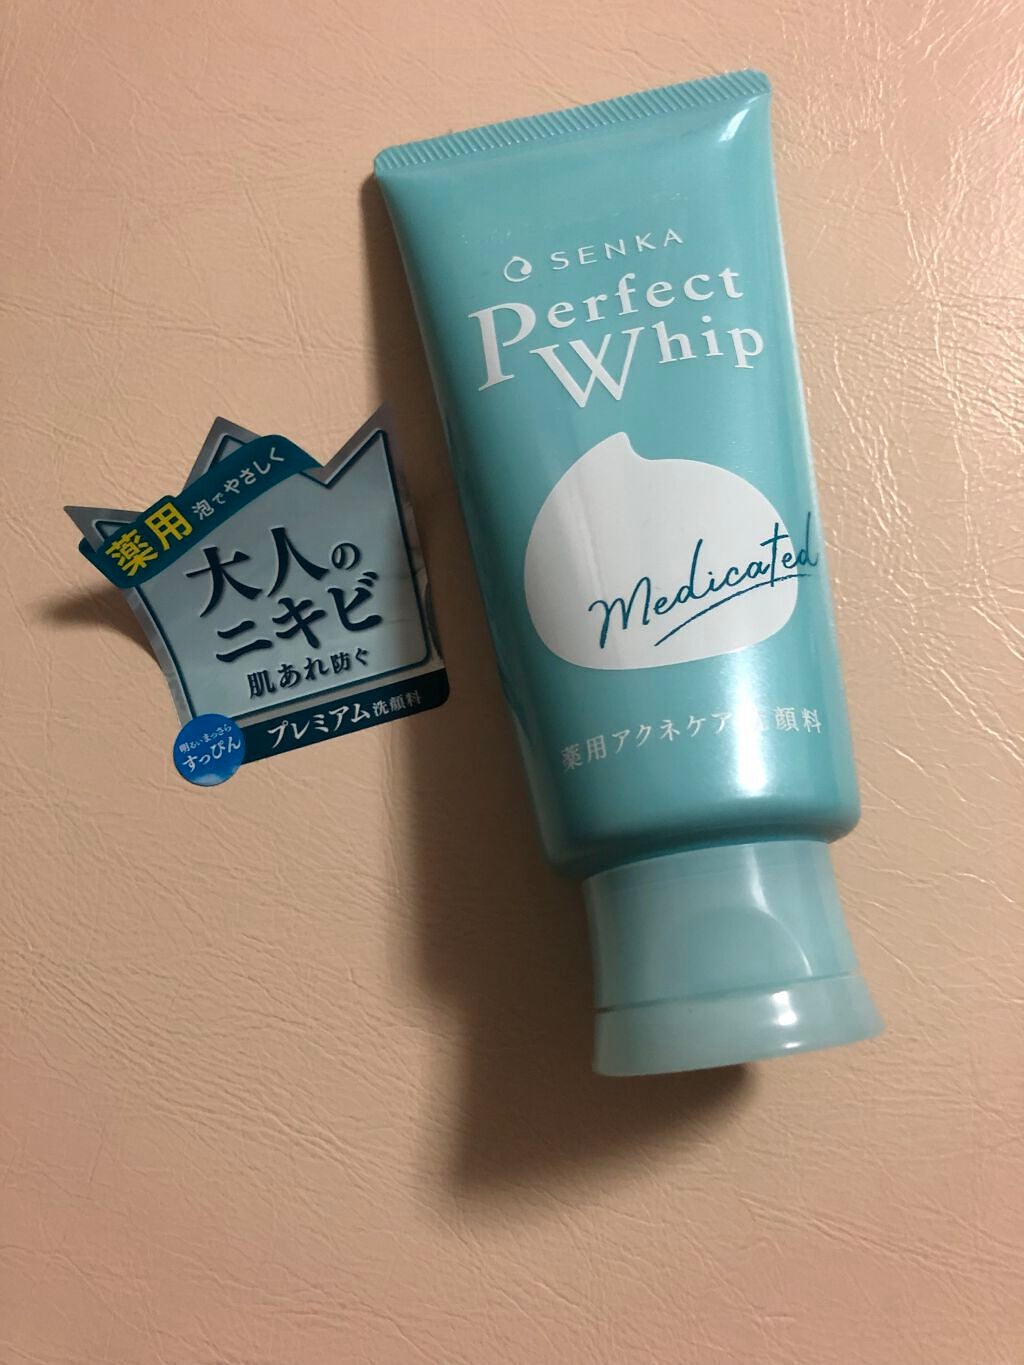 SENKA
Perfect
Whip
Medicated
薬用アクネケア洗顔料
薬用 泡でやさしく
大人の
ニキビ
肌あれ防ぐ
プレミアム洗顔料
明るいまっさら
すっぴん